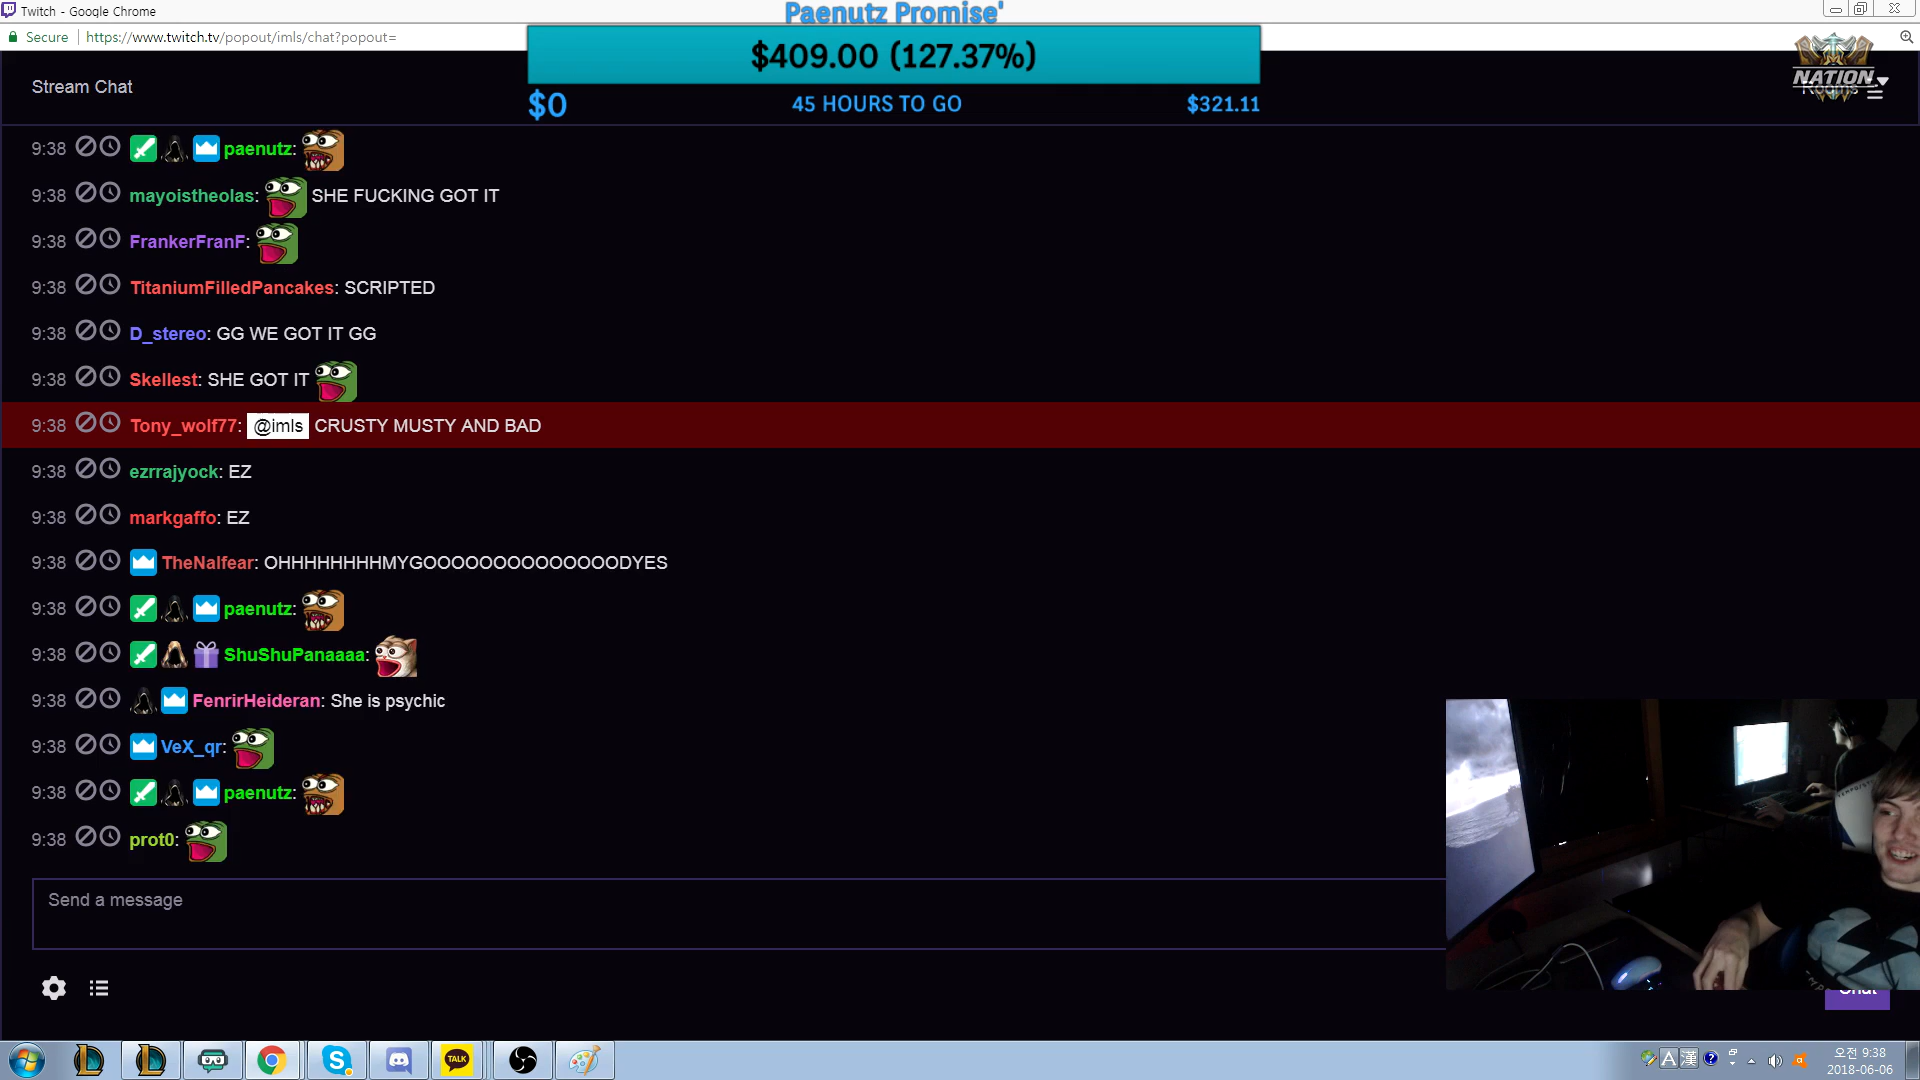 Twitch - Google Chrome
Paenutz Promise'
Secure
https://www.twitch.tv/popout/imls/chat?popout=
$409.00 (127.37%)
NATION
Rooms
Stream Chat
$0
45 HOURS TO GO
$321.11
9:38 paenutz:
9:38 mayoistheolas: SHE FUCKING GOT IT
9:38 FrankerFranF:
9:38 TitaniumFilledPancakes: SCRIPTED
9:38 D_stereo: GG WE GOT IT GG
9:38 Skellest: SHE GOT IT
9:38 Tony_wolf77: @imls CRUSTY MUSTY AND BAD
9:38 ezrrajyock: EZ
9:38 markgaffo: EZ
9:38 TheNalfear: OHHHHHHHHMYGOOOOOOOOOOOOOODYES
9:38 paenutz:
9:38 ShuShuPanaaaa:
9:38 FenrirHeideran: She is psychic
9:38 VeX_qr:
9:38 paenutz:
9:38 prot0:
Send a message
Chat
TALK
A 漢
오전 9:38
2018-06-06